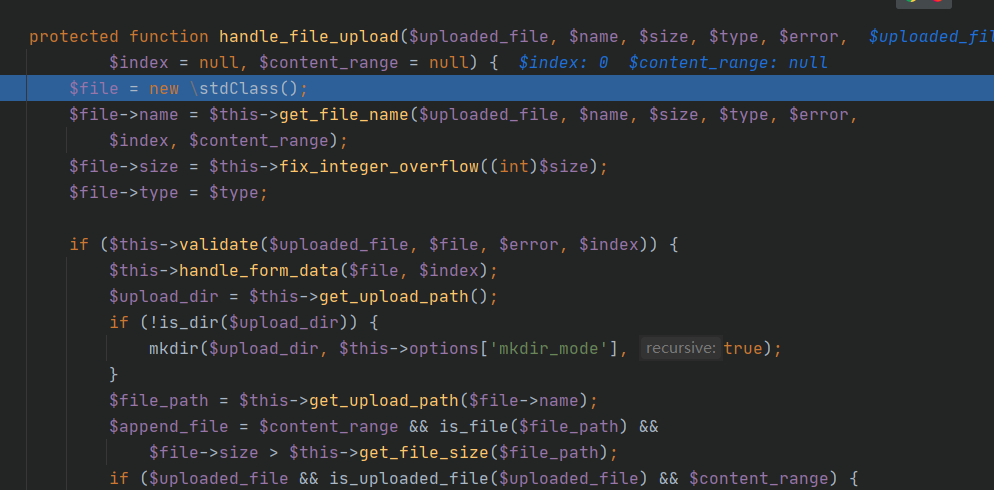 protected function handle_file_upload($uploaded_file, $name, $size, $type, $error,  $uploaded_fil
$index = null, $content_range = null) {  $index: 0  $content_range: null
$file = new \stdClass();
$file->name = $this->get_file_name($uploaded_file, $name, $size, $type, $error,
$index, $content_range);
$file->size = $this->fix_integer_overflow((int)$size);
$file->type = $type;
if ($this->validate($uploaded_file, $file, $error, $index)) {
$this->handle_form_data($file, $index);
$upload_dir = $this->get_upload_path();
if (!is_dir($upload_dir)) {
mkdir($upload_dir, $this->options['mkdir_mode'], recursive: true);
}
$file_path = $this->get_upload_path($file->name);
$append_file = $content_range && is_file($file_path) &&
$file->size > $this->get_file_size($file_path);
if ($uploaded_file && is_uploaded_file($uploaded_file) && $content_range) {